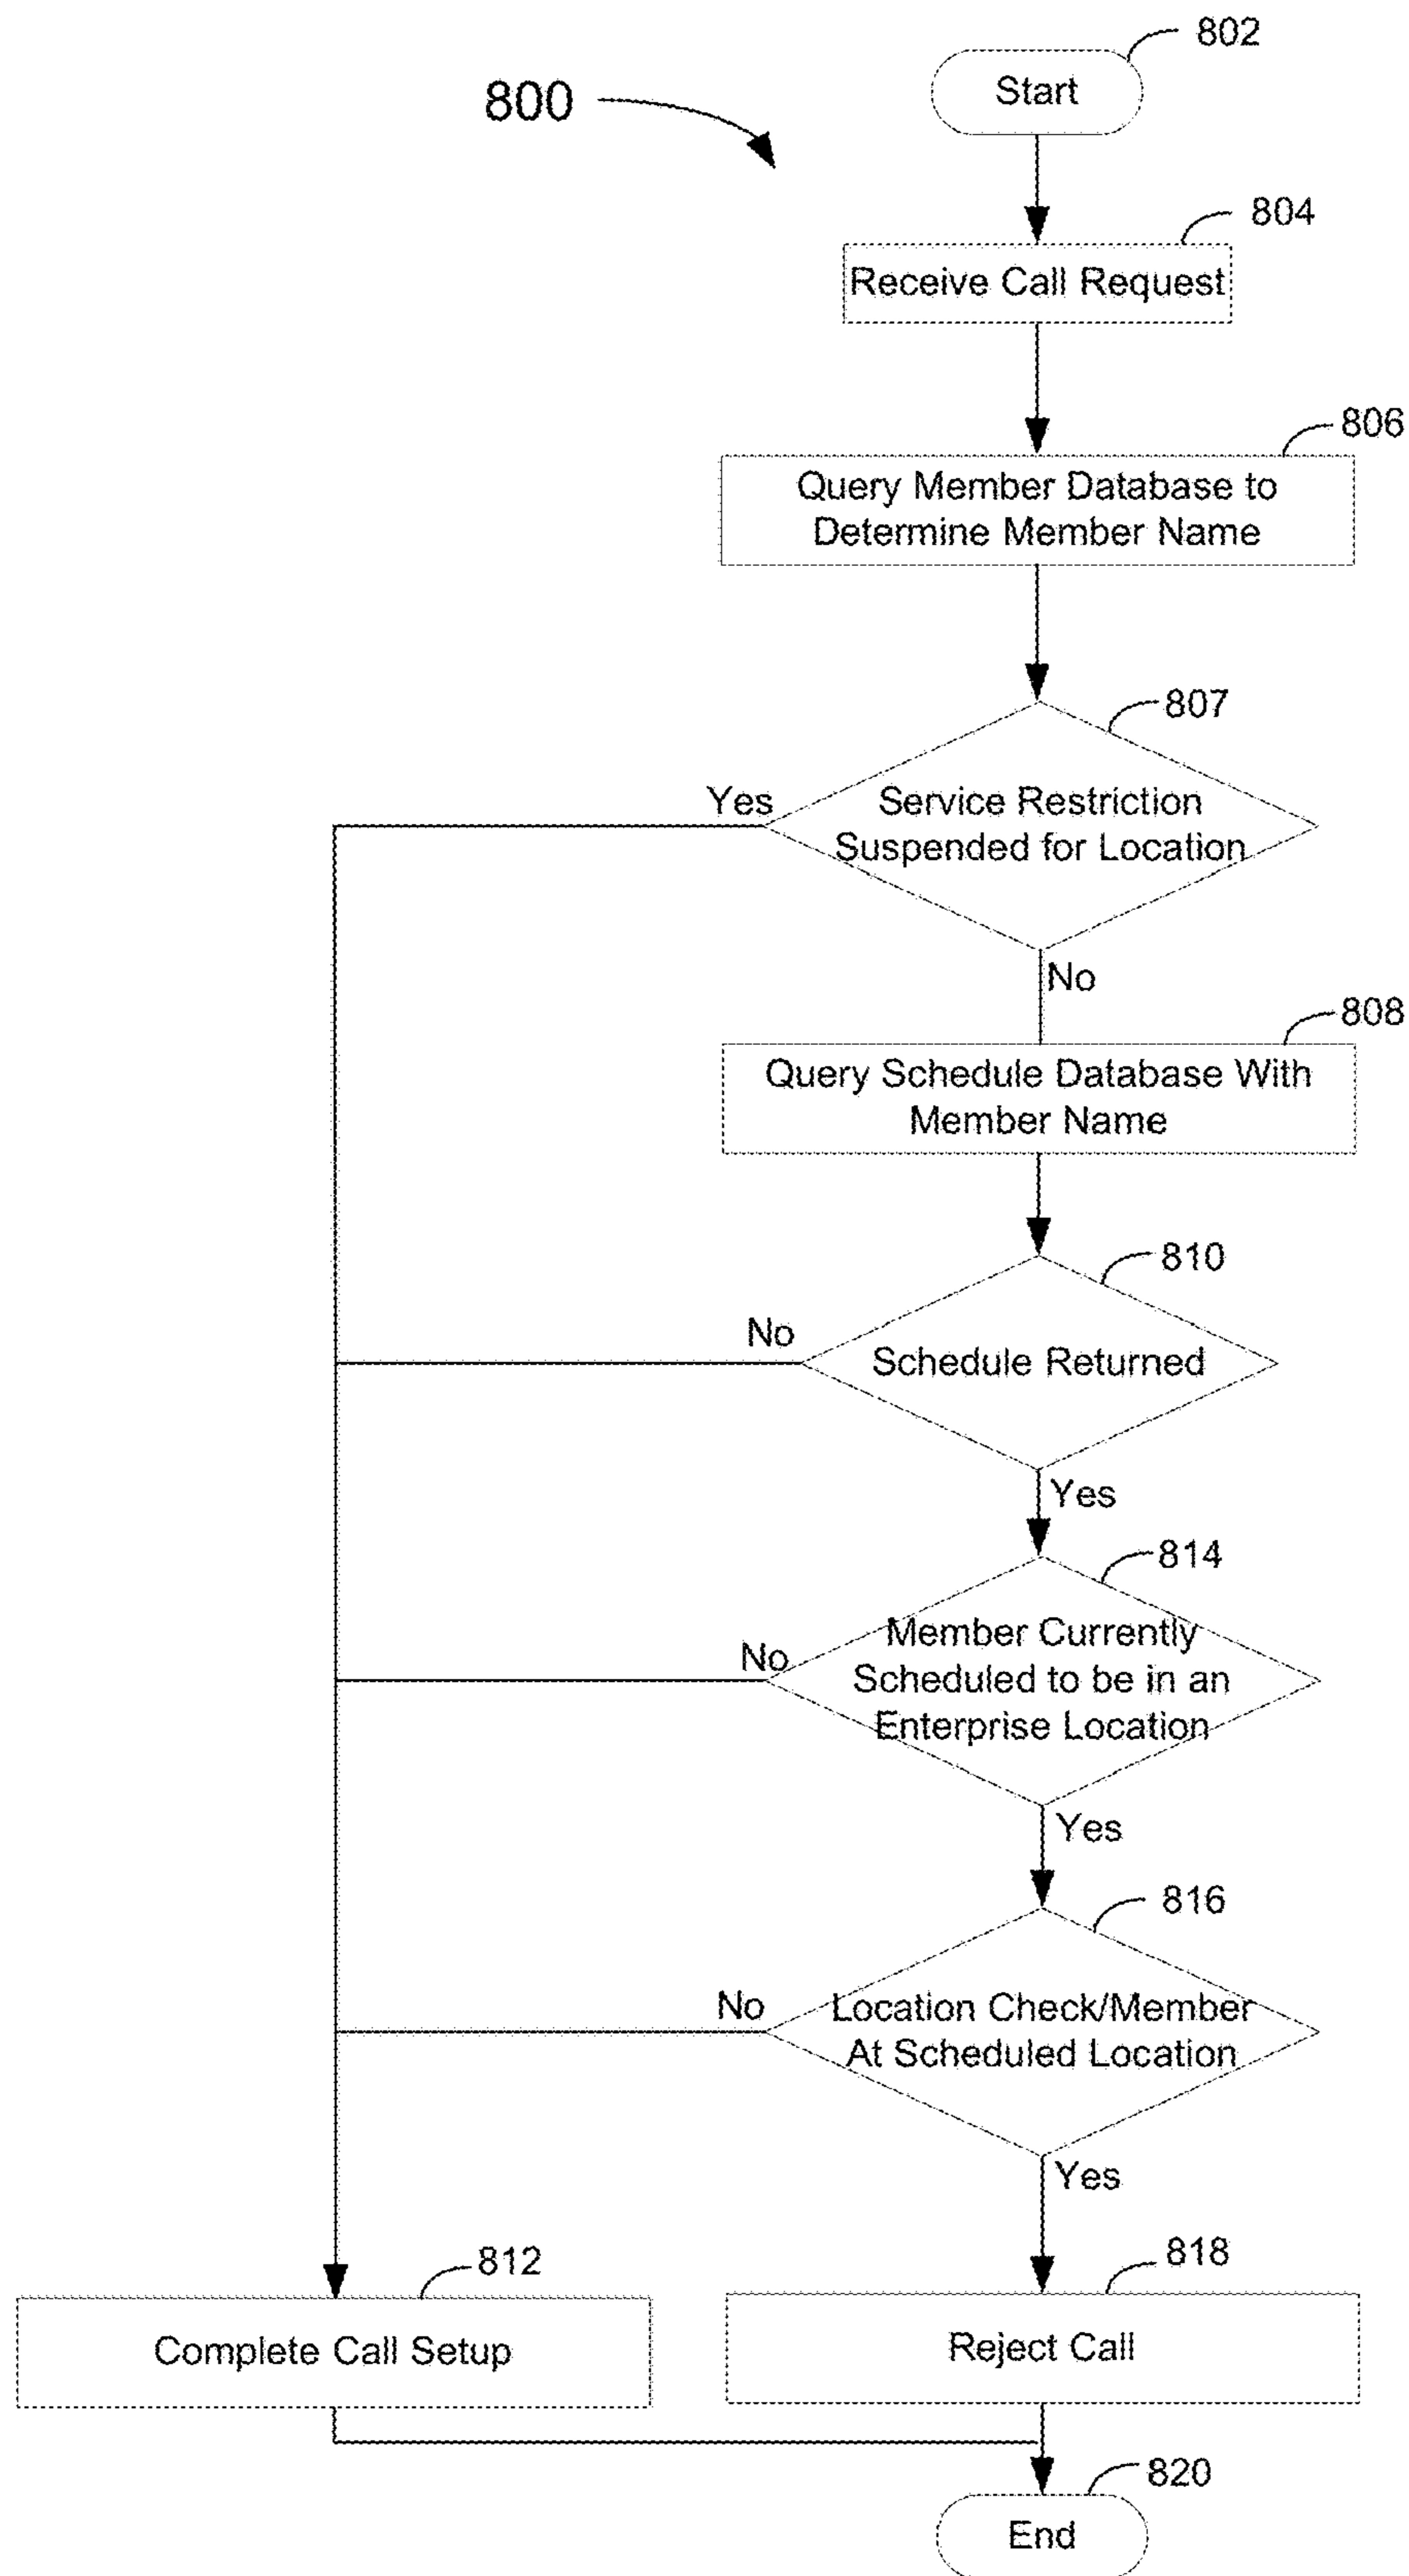 802
Start
800
804
Receive Call Request
806
Query Member Database to
Determine Member Name
807
Yes
Service Restriction
Suspended for Location
No
808
Query Schedule Database With
Member Name
810
No
Schedule Returned
Yes
814
Member Currently
No
Scheduled to be in an
Enterprise Location
Yes
816
No
Location Check/Member
At Scheduled Location
Yes
812
818
Complete Call Setup
Reject Call
820
End